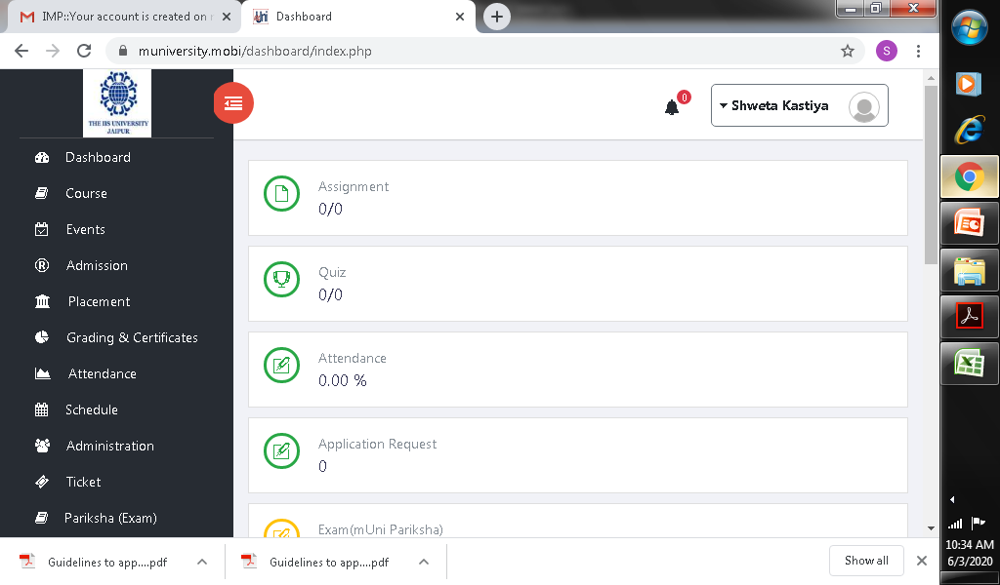 IMP::Your account is created on
Dashboard
muniversity.mobi/dashboard/index.php
S
THE IIS UNIVERSITY
JAIPUR
0
Shweta Kastiya
Dashboard
Course
Events
Admission
Placement
Grading & Certificates
Attendance
Schedule
Administration
Ticket
Pariksha (Exam)
Assignment
0/0
Quiz
0/0
Attendance
0.00 %
Application Request
0
Exam(mUni Pariksha)
Guidelines to app....pdf
Guidelines to app....pdf
Show all
10:34 AM
6/3/2020